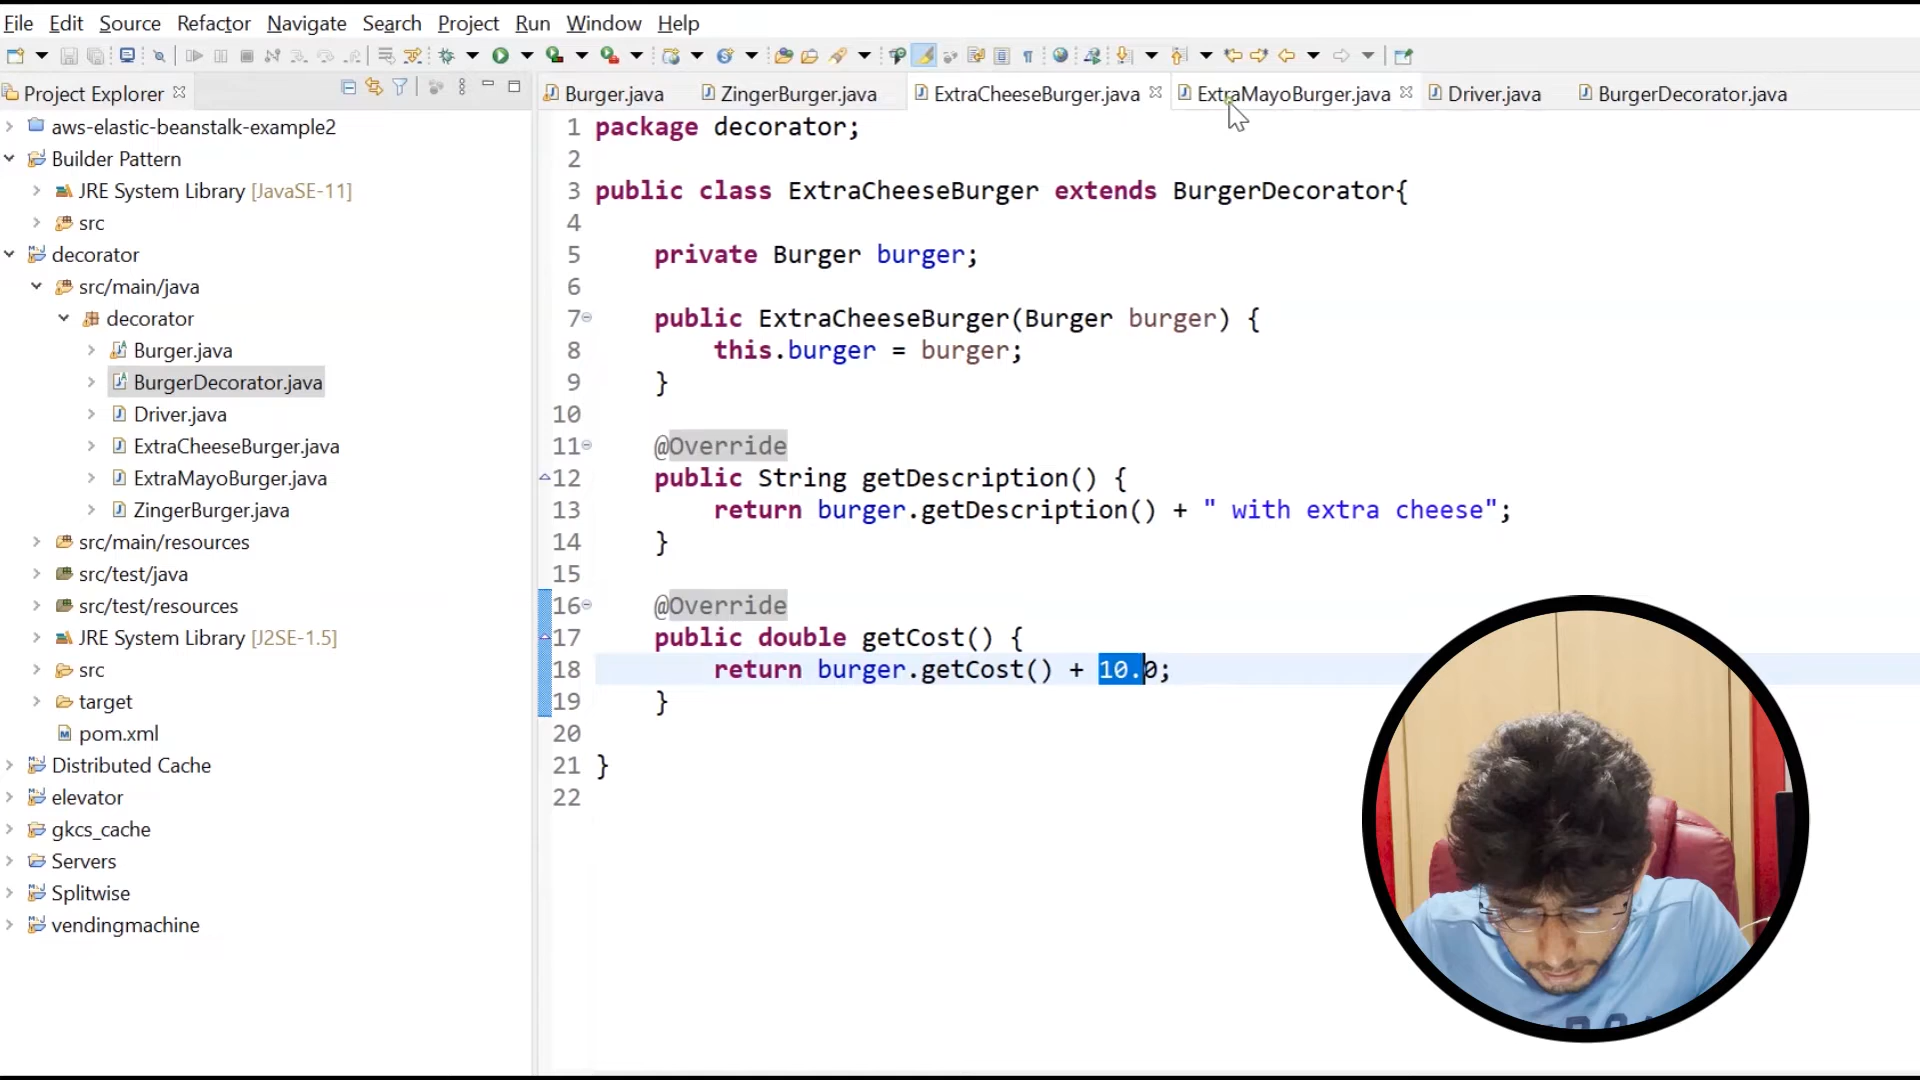 File Edit Source Refactor Navigate Search Project Run Window Help
Project Explorer
Burger.java ZingerBurger.java ExtraCheeseBurger.java ExtraMayoBurger.java Driver.java BurgerDecorator.java
aws-elastic-beanstalk-example2
Builder Pattern
JRE System Library [JavaSE-11]
src
decorator
src/main/java
decorator
Burger.java
BurgerDecorator.java
Driver.java
ExtraCheeseBurger.java
ExtraMayoBurger.java
ZingerBurger.java
src/main/resources
src/test/java
src/test/resources
JRE System Library [J2SE-1.5]
src
target
pom.xml
Distributed Cache
elevator
gkcs_cache
Servers
Splitwise
vendingmachine
1 package decorator;
2
3 public class ExtraCheeseBurger extends BurgerDecorator{
4
5 private Burger burger;
6
7 public ExtraCheeseBurger(Burger burger) {
8 this.burger = burger;
9 }
10
11 @Override
12 public String getDescription() {
13 return burger.getDescription() + " with extra cheese";
14 }
15
16 @Override
17 public double getCost() {
18 return burger.getCost() + 10.0;
19 }
20
21 }
22